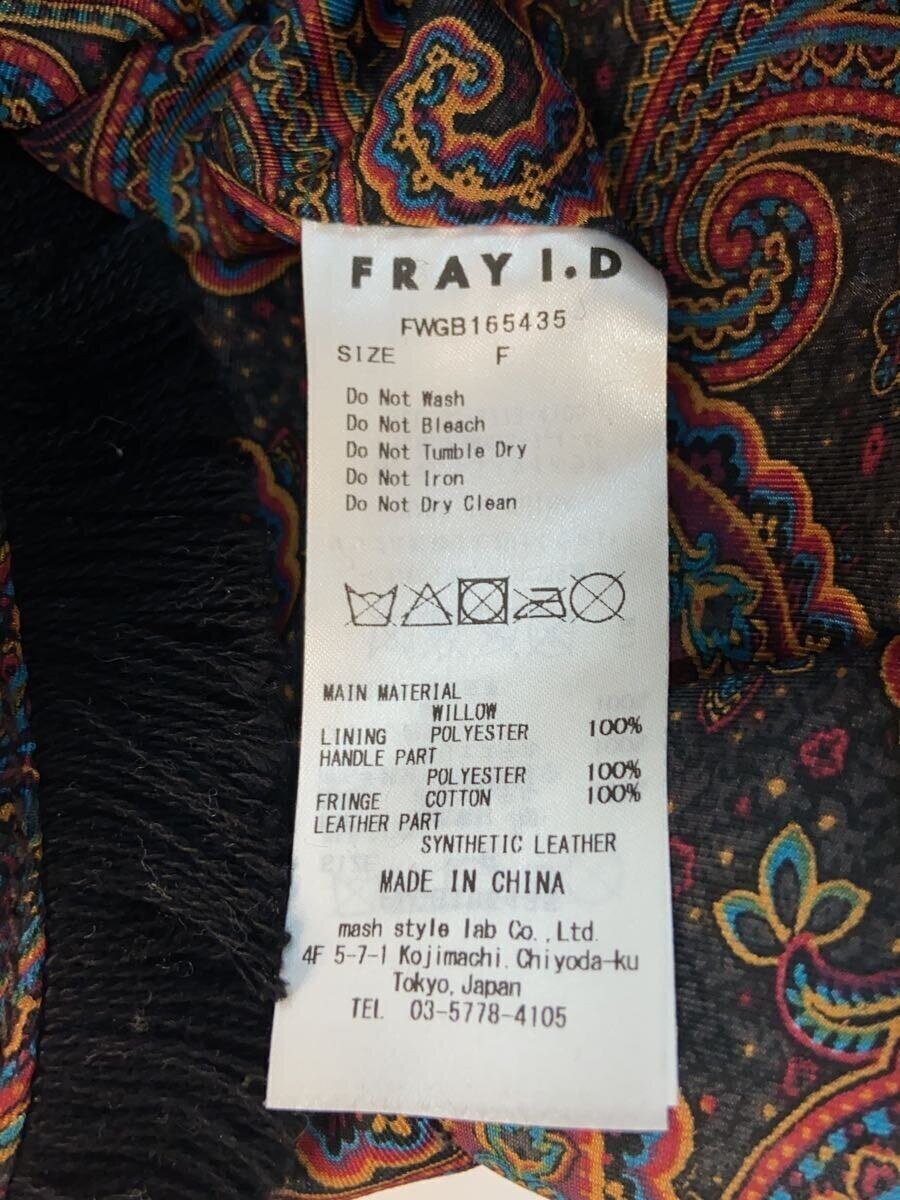 FRAY I.D
FWGB165435
SIZE F
Do Not Wash
Do Not Bleach
Do Not Tumble Dry
Do Not Iron
Do Not Dry Clean
MAIN MATERIAL
WILLOW
LINING POLYESTER 100%
HANDLE PART
POLYESTER 100%
FRINGE COTTON 100%
LEATHER PART
SYNTHETIC LEATHER
MADE IN CHINA
mash style lab Co.,Ltd.
4F 5-7-1 Kojimachi.Chiyoda-ku
Tokyo,Japan
TEL 03-5778-4105